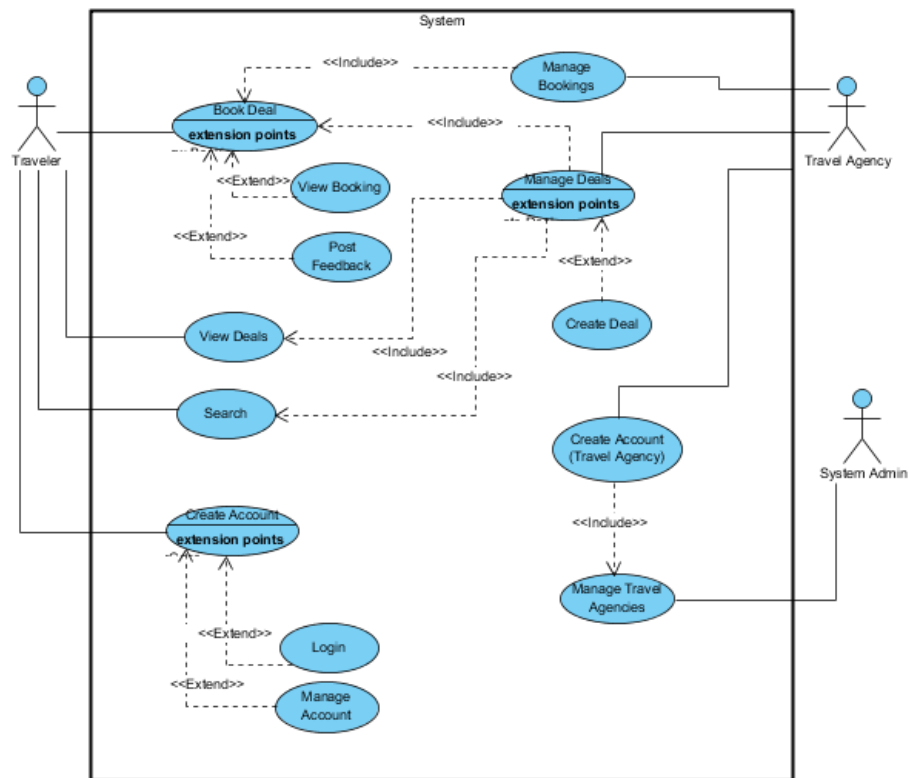 System
<<Include>>
Manage
Bookings
Book Deal
extension points
<<Include>>
Traveler
Travel Agency
<<Extend>>
View Booking
Manage Deals
extension points
<<Extend>>
Post
Feedback
<<Extend>>
Create Deal
View Deals
<<Include>>
<<Include>>
Search
Create Account
(Travel Agency)
System Admin
Create Account
extension points
<<Include>>
Manage Travel
Agencies
<<Extend>>
Login
<<Extend>>
Manage
Account